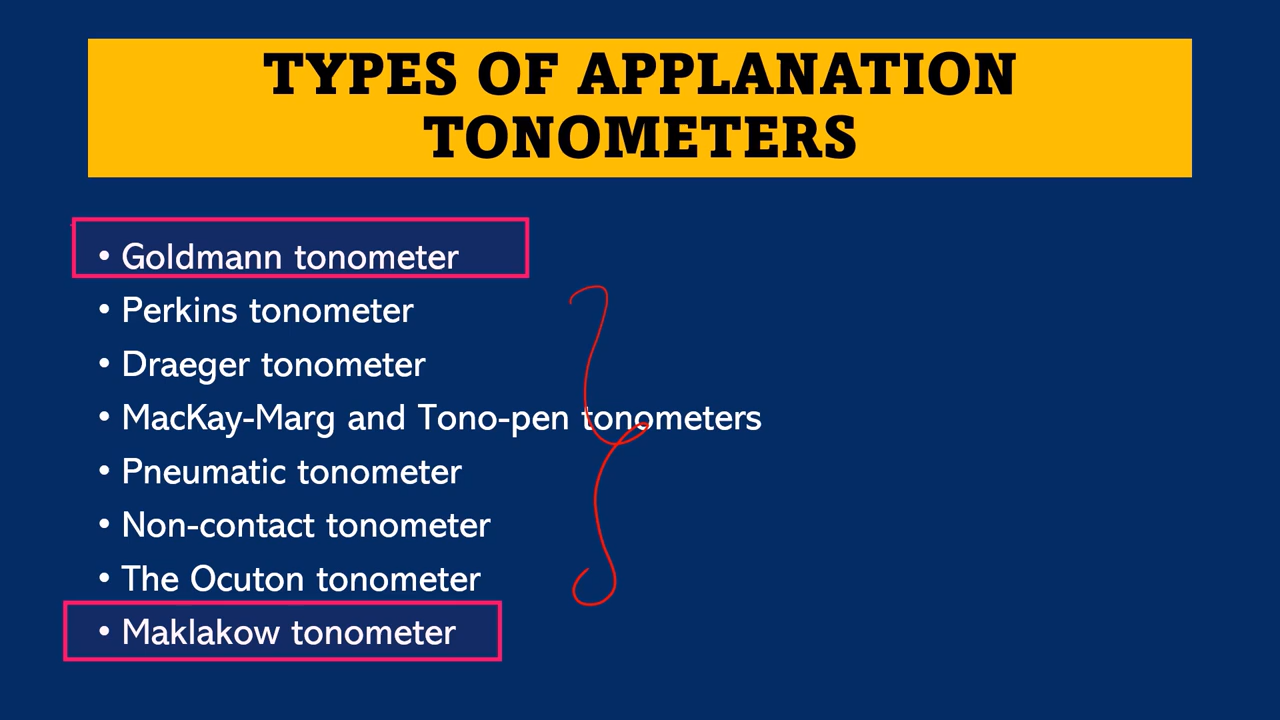 TYPES OF APPLANATION
TONOMETERS
• Goldmann tonometer
• Perkins tonometer
• Draeger tonometer
• MacKay-Marg and Tono-pen tonometers
• Pneumatic tonometer
• Non-contact tonometer
• The Ocuton tonometer
• Maklakow tonometer